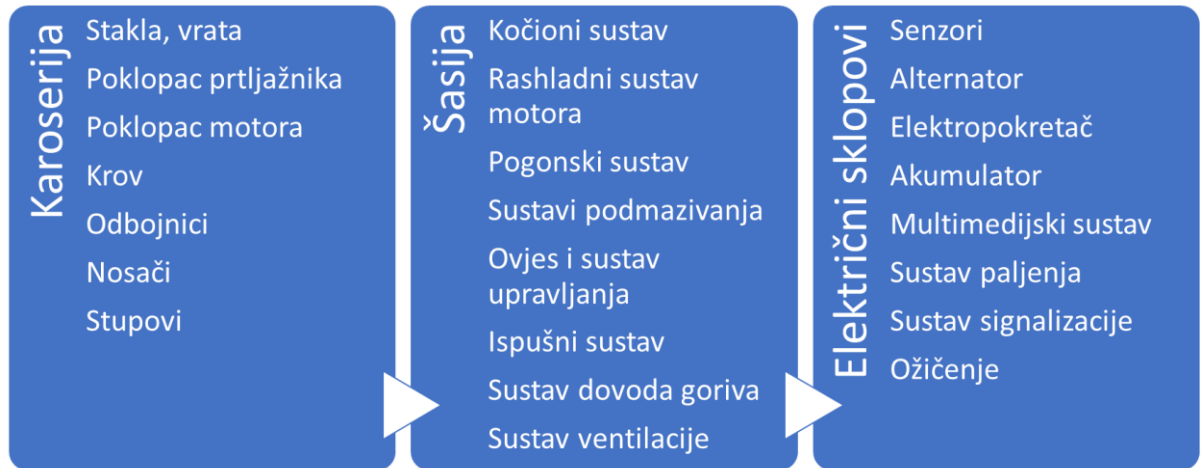 Karoserija
Stakla, vrata
Poklopac prtljažnika
Poklopac motora
Krov
Odbojnici
Nosači
Stupovi
Šasija
Kočioni sustav
Rashladni sustav
motora
Pogonski sustav
Sustavi podmazivanja
Ovjes i sustav
upravljanja
Ispušni sustav
Sustav dovoda goriva
Sustav ventilacije
Električni sklopovi
Senzori
Alternator
Elektropokretač
Akumulator
Multimedijski sustav
Sustav paljenja
Sustav signalizacije
Ožičenje